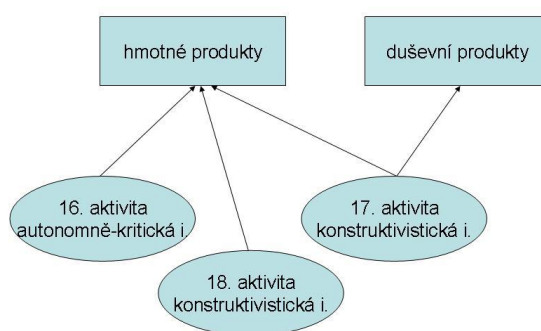 hmotné produkty
duševní produkty
16. aktivita
autonomně-kritická i.
17. aktivita
konstruktivistická i.
18. aktivita
konstruktivistická i.